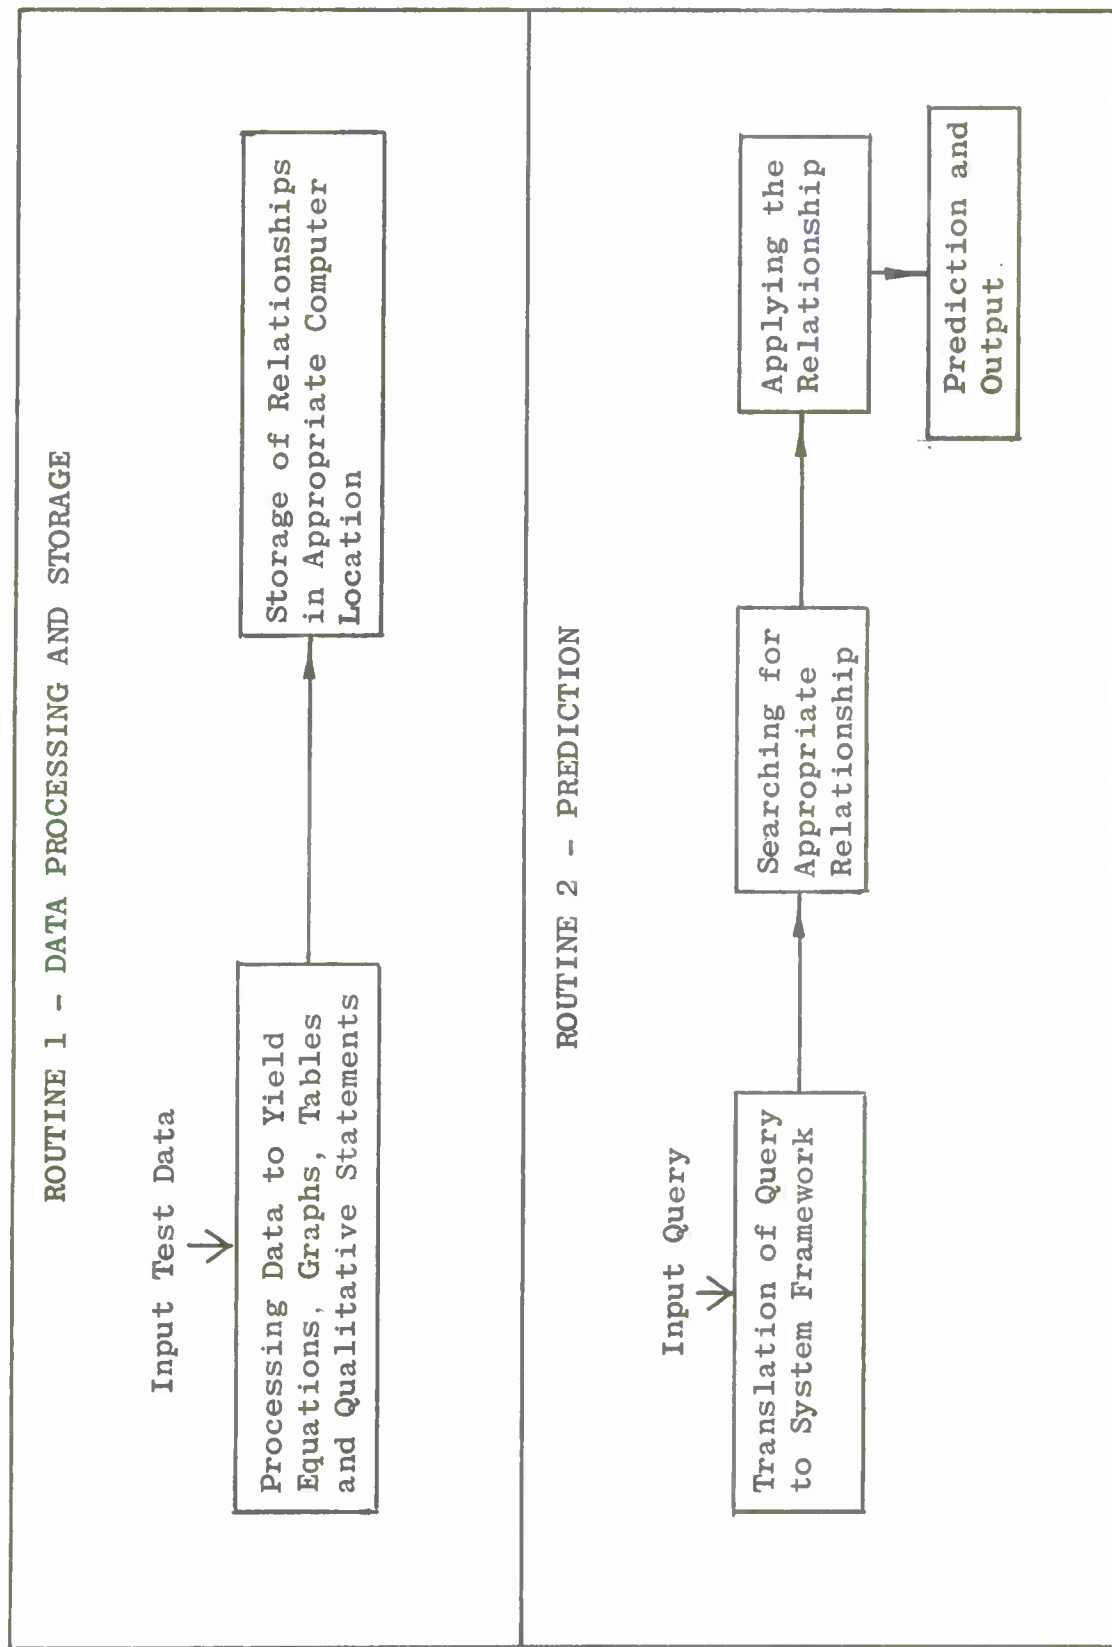 ROUTINE 1 - DATA PROCESSING AND STORAGE
Input Test Data
Processing Data to Yield
Equations, Graphs, Tables
and Qualitative Statements
Storage of Relationships
in Appropriate Computer
Location
ROUTINE 2 - PREDICTION
Input Query
Translation of Query
to System Framework
Searching for
Appropriate
Relationship
Applying the
Relationship
Prediction and
Output